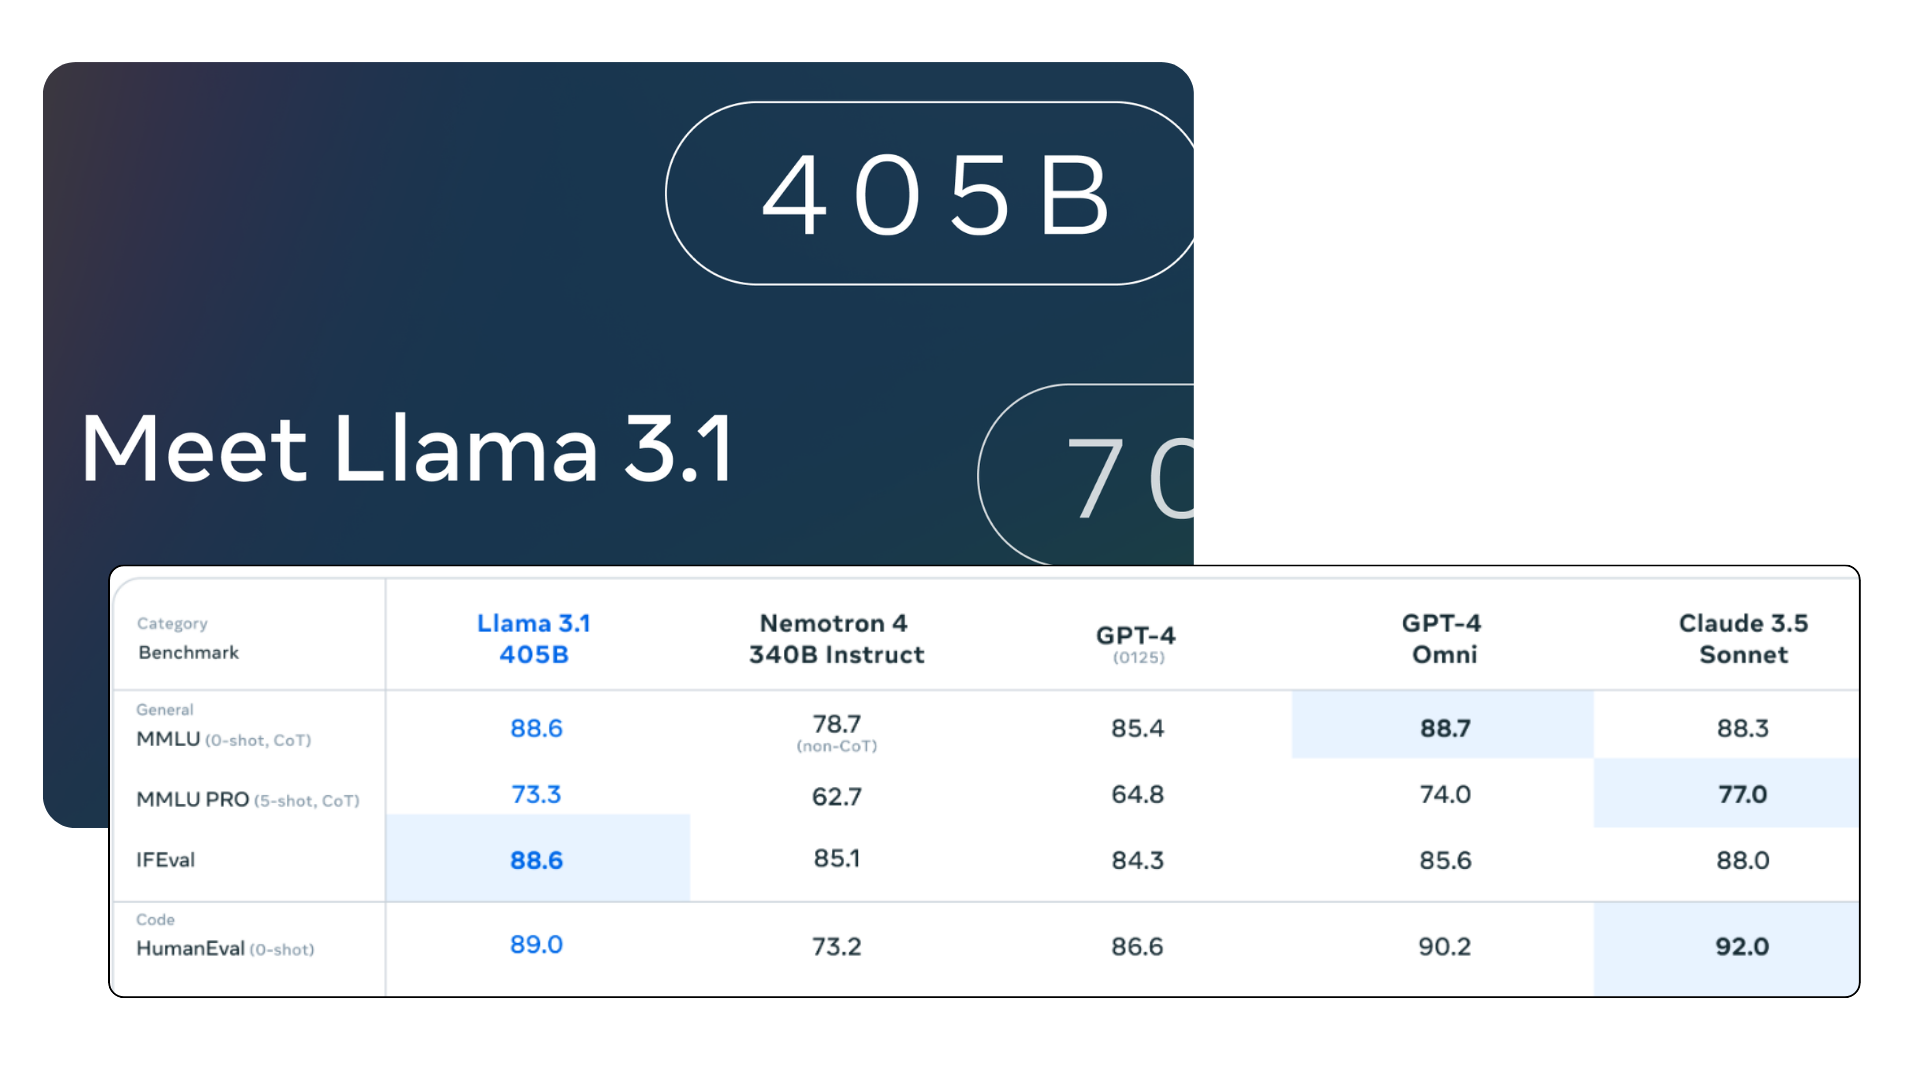 405B
Meet Llama 3.1
70
Category
Benchmark
Llama 3.1
405B
Nemotron 4
340B Instruct
GPT-4
(0125)
GPT-4
Omni
Claude 3.5
Sonnet
General
MMLU (0-shot, CoT)
88.6
78.7
(non-CoT)
85.4
88.7
88.3
MMLU PRO (5-shot, CoT)
73.3
62.7
64.8
74.0
77.0
IFEval
88.6
85.1
84.3
85.6
88.0
Code
HumanEval (0-shot)
89.0
73.2
86.6
90.2
92.0